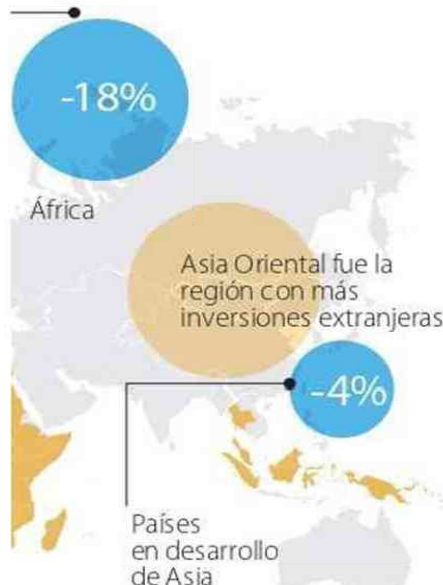 -18%
África
Asia Oriental fue la
región con más
inversiones extranjeras
-4%
Países
en desarrollo
de Asia